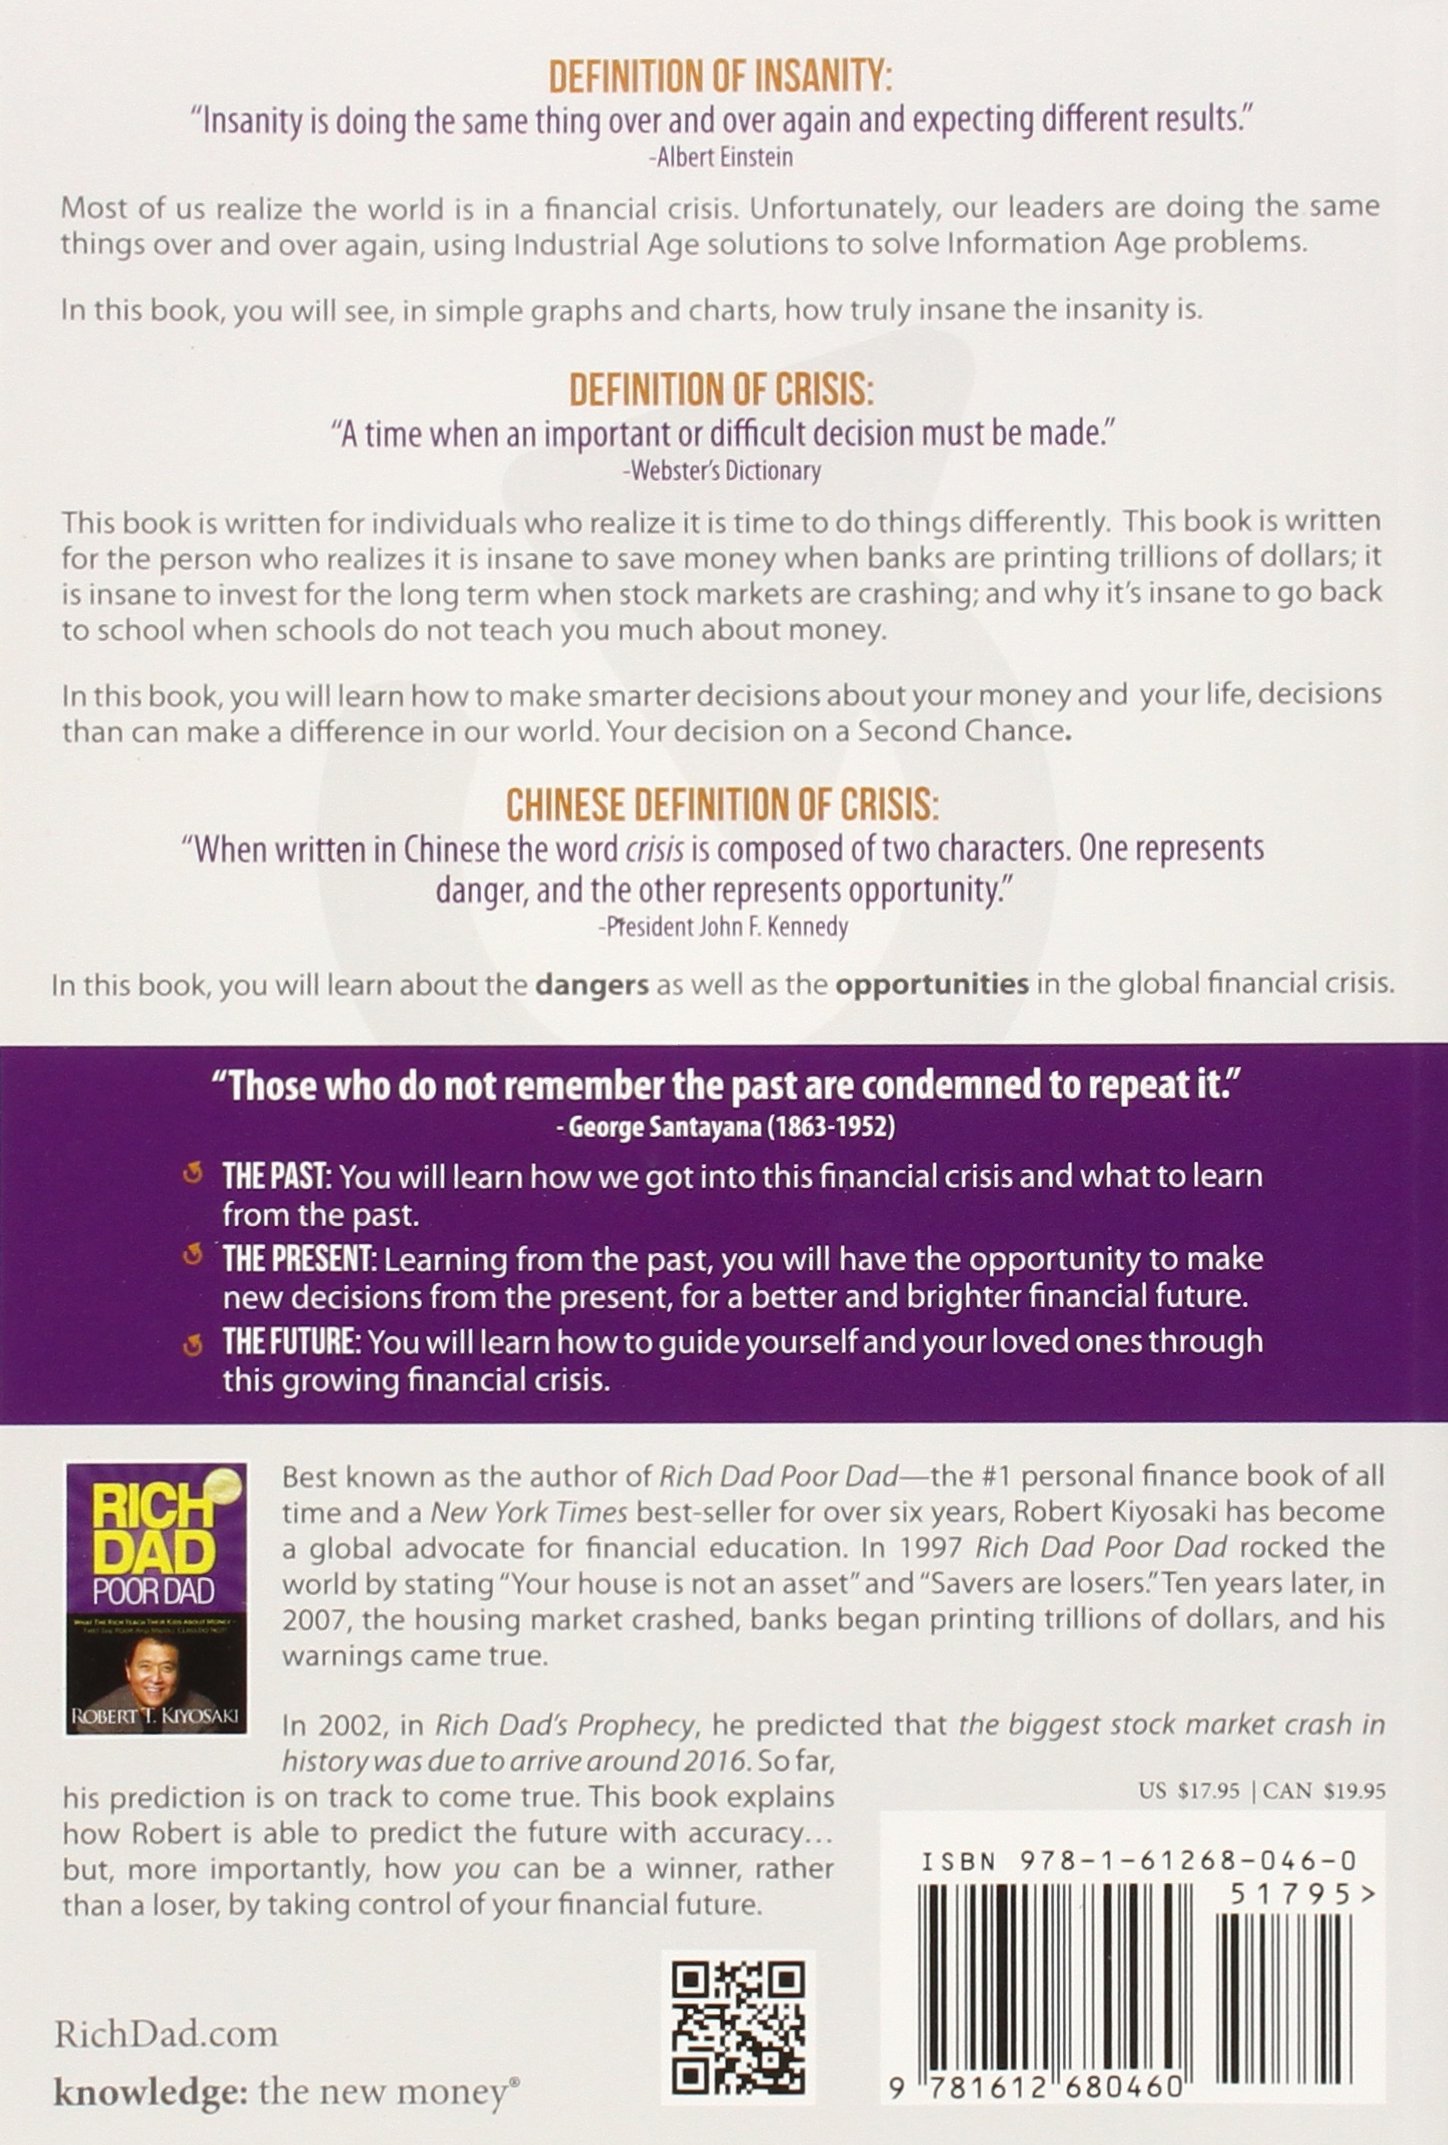 DEFINITION OF INSANITY:
“Insanity is doing the same thing over and over again and expecting different results.”
-Albert Einstein
Most of us realize the world is in a financial crisis. Unfortunately, our leaders are doing the same
things over and over again, using Industrial Age solutions to solve Information Age problems.
In this book, you will see, in simple graphs and charts, how truly insane the insanity is.
DEFINITION OF CRISIS:
“A time when an important or difficult decision must be made.”
-Webster’s Dictionary
This book is written for individuals who realize it is time to do things differently. This book is written
for the person who realizes it is insane to save money when banks are printing trillions of dollars; it
is insane to invest for the long term when stock markets are crashing; and why it’s insane to go back
to school when schools do not teach you much about money.
In this book, you will learn how to make smarter decisions about your money and your life, decisions
than can make a difference in our world. Your decision on a Second Chance.
CHINESE DEFINITION OF CRISIS:
“When written in Chinese the word crisis is composed of two characters. One represents
danger, and the other represents opportunity.”
-President John F. Kennedy
In this book, you will learn about the dangers as well as the opportunities in the global financial crisis.
“Those who do not remember the past are condemned to repeat it.”
- George Santayana (1863-1952)
THE PAST: You will learn how we got into this financial crisis and what to learn
from the past.
THE PRESENT: Learning from the past, you will have the opportunity to make
new decisions from the present, for a better and brighter financial future.
THE FUTURE: You will learn how to guide yourself and your loved ones through
this growing financial crisis.
RICH
DAD
POOR DAD
WHAT THE RICH TEACH THEIR KIDS ABOUT MONEY -
THAT THE POOR AND MIDDLE CLASS DO NOT!
ROBERT T. KIYOSAKI
Best known as the author of Rich Dad Poor Dad—the #1 personal finance book of all
time and a New York Times best-seller for over six years, Robert Kiyosaki has become
a global advocate for financial education. In 1997 Rich Dad Poor Dad rocked the
world by stating “Your house is not an asset” and “Savers are losers.” Ten years later, in
2007, the housing market crashed, banks began printing trillions of dollars, and his
warnings came true.
In 2002, in Rich Dad’s Prophecy, he predicted that the biggest stock market crash in
history was due to arrive around 2016. So far,
his prediction is on track to come true. This book explains
how Robert is able to predict the future with accuracy…
but, more importantly, how you can be a winner, rather
than a loser, by taking control of your financial future.
US $17.95 | CAN $19.95
ISBN 978-1-61268-046-0
51795>
9 781612 680460
RichDad.com
knowledge: the new money®